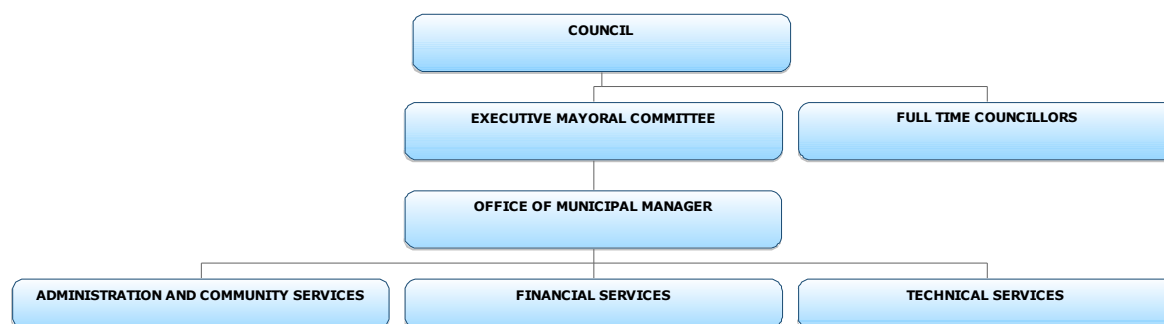 COUNCIL
EXECUTIVE MAYORAL COMMITTEE
FULL TIME COUNCILLORS
OFFICE OF MUNICIPAL MANAGER
ADMINISTRATION AND COMMUNITY SERVICES
FINANCIAL SERVICES
TECHNICAL SERVICES